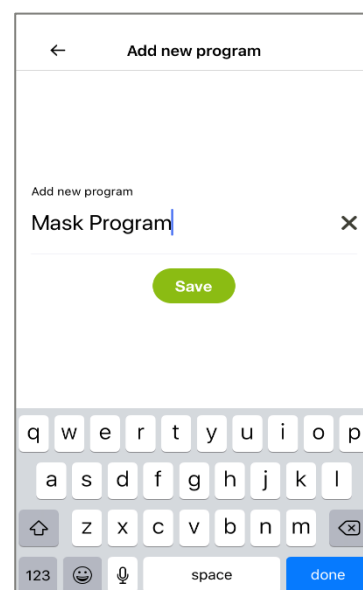 Add new program
Add new program
Mask Program
Save
q w e r t y u i o p
a s d f g h j k l
z x c v b n m
123 space done